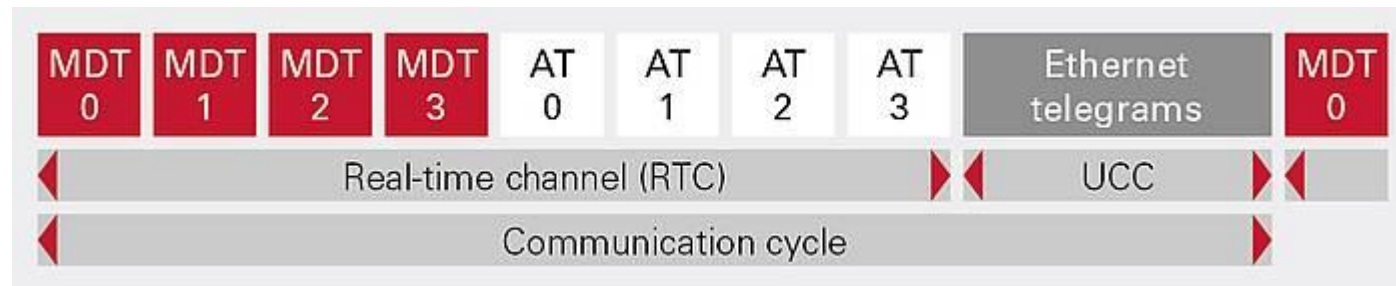 MDT 0 MDT 1 MDT 2 MDT 3 AT 0 AT 1 AT 2 AT 3 Ethernet telegrams MDT 0
Real-time channel (RTC) UCC
Communication cycle